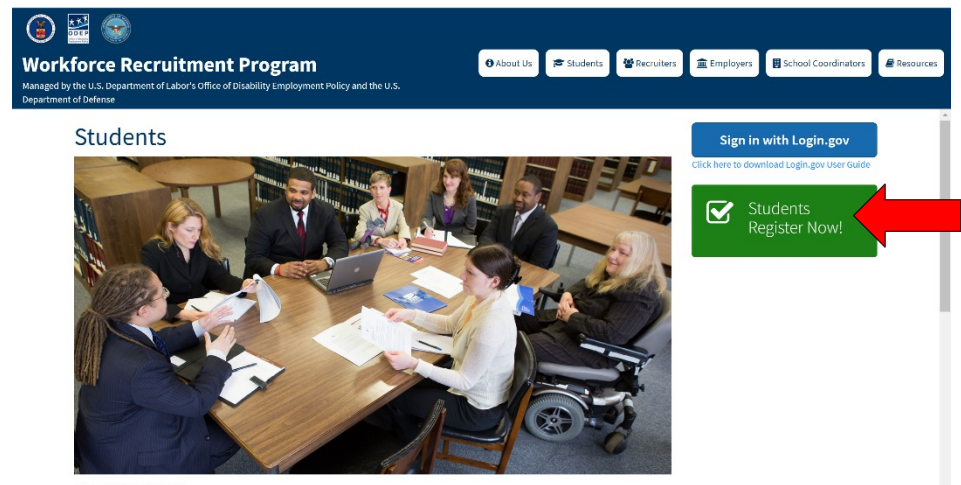 ODEP
Workforce Recruitment Program
Managed by the U.S. Department of Labor's Office of Disability Employment Policy and the U.S.
Department of Defense
About Us
Students
Recruiters
Employers
School Coordinators
Resources
Students
Sign in with Login.gov
Click here to download Login.gov User Guide
Students
Register Now!